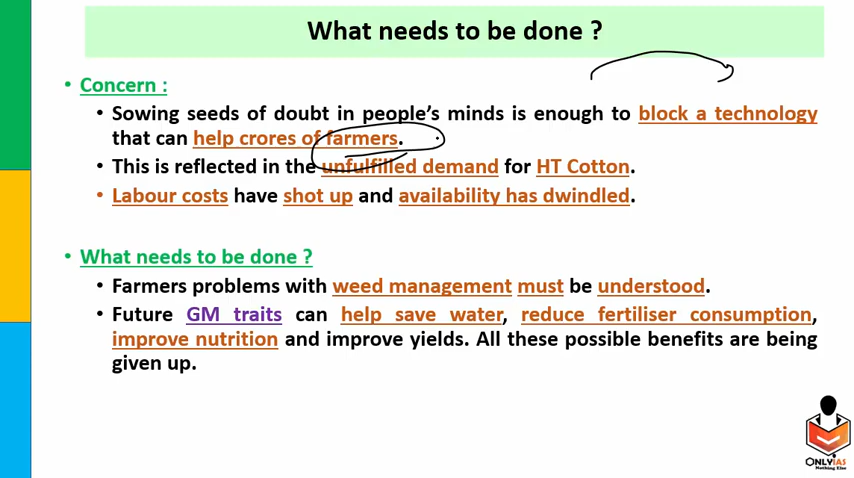 What needs to be done ?
• Concern :
• Sowing seeds of doubt in people's minds is enough to block a technology
that can help crores of farmers.
• This is reflected in the unfulfilled demand for HT Cotton.
• Labour costs have shot up and availability has dwindled.
• What needs to be done ?
• Farmers problems with weed management must be understood.
• Future GM traits can help save water, reduce fertiliser consumption,
improve nutrition and improve yields. All these possible benefits are being
given up.
ONLYIAS
Nothing Else